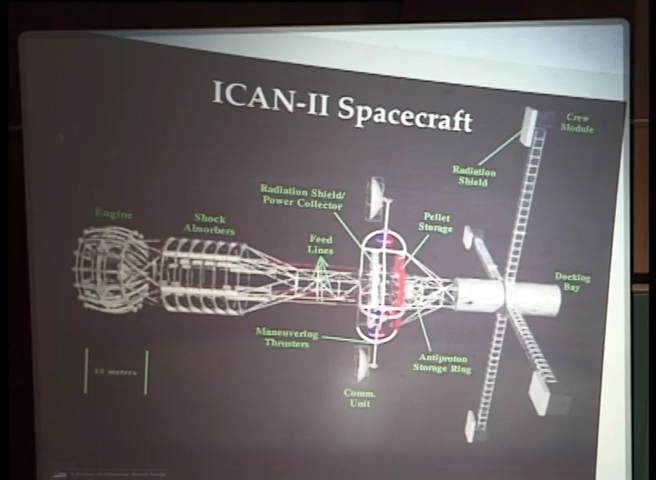 ICAN-II Spacecraft
Crew
Module
Radiation
Shield
Radiation Shield/
Power Collector
Pellet
Storage
Engine
Shock
Absorbers
Feed
Lines
Docking
Bay
Maneuvering
Thrusters
Antiproton
Storage Ring
10 meters
Comm.
Unit